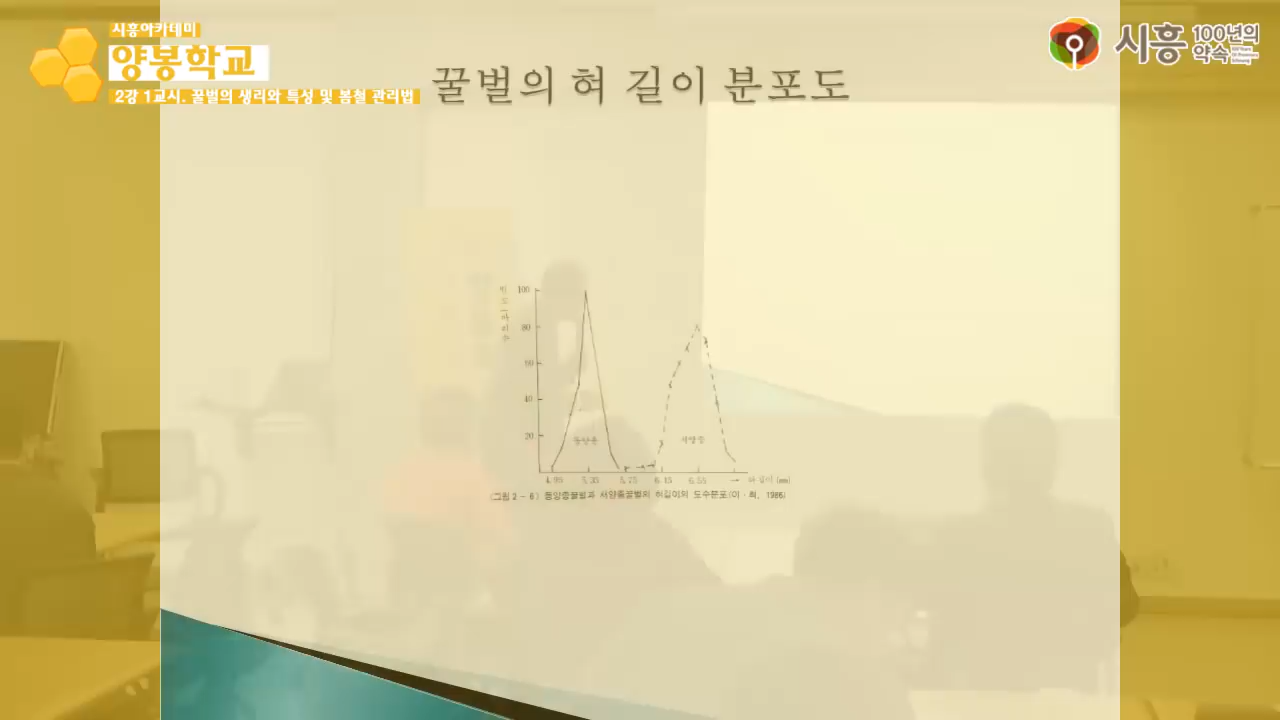 시흥아카데미
양봉학교
2강 1교시. 꿀벌의 생리와 특성 및 봄철 관리법
시흥 100년의 약속
꿀벌의 혀 길이 분포도
100
80
60
40
20
동양종
서양종
4.95 5.35 5.75 6.15 6.55 → 혀 길이 (㎜)
(그림 2-6) 동양종꿀벌과 서양종꿀벌의 혀길이의 도수분포(이·최, 1986)